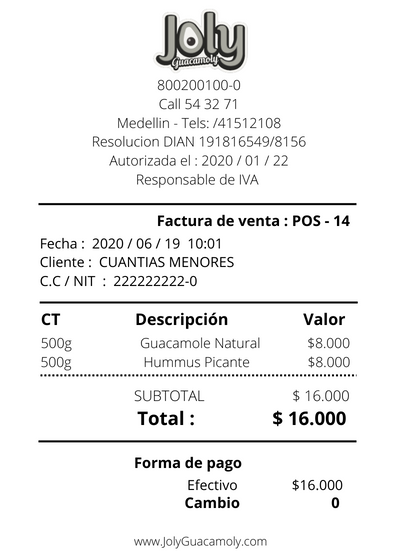 Joly
Guacamoly
800200100-0
Call 54 32 71
Medellin - Tels: /41512108
Resolucion DIAN 191816549/8156
Autorizada el : 2020 / 01 / 22
Responsable de IVA
Factura de venta : POS - 14
Fecha : 2020 / 06 / 19 10:01
Cliente : CUANTIAS MENORES
C.C / NIT : 222222222-0
CT Descripción Valor
500g Guacamole Natural $8.000
500g Hummus Picante $8.000
SUBTOTAL $ 16.000
Total : $ 16.000
Forma de pago
Efectivo $16.000
Cambio 0
www.JolyGuacamoly.com